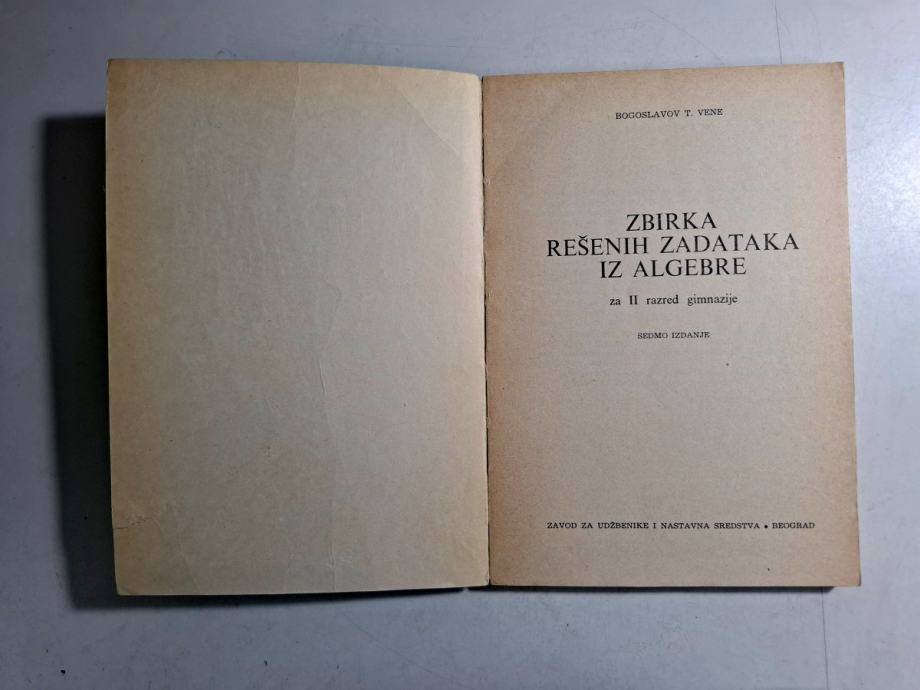 BOGOSLAVOV T. VENE
ZBIRKA
REŠENIH ZADATAKA
IZ ALGEBRE
za II razred gimnazije
SEDMO IZDANJE
ZAVOD ZA UDŽBENIKE I NASTAVNA SREDSTVA • BEOGRAD